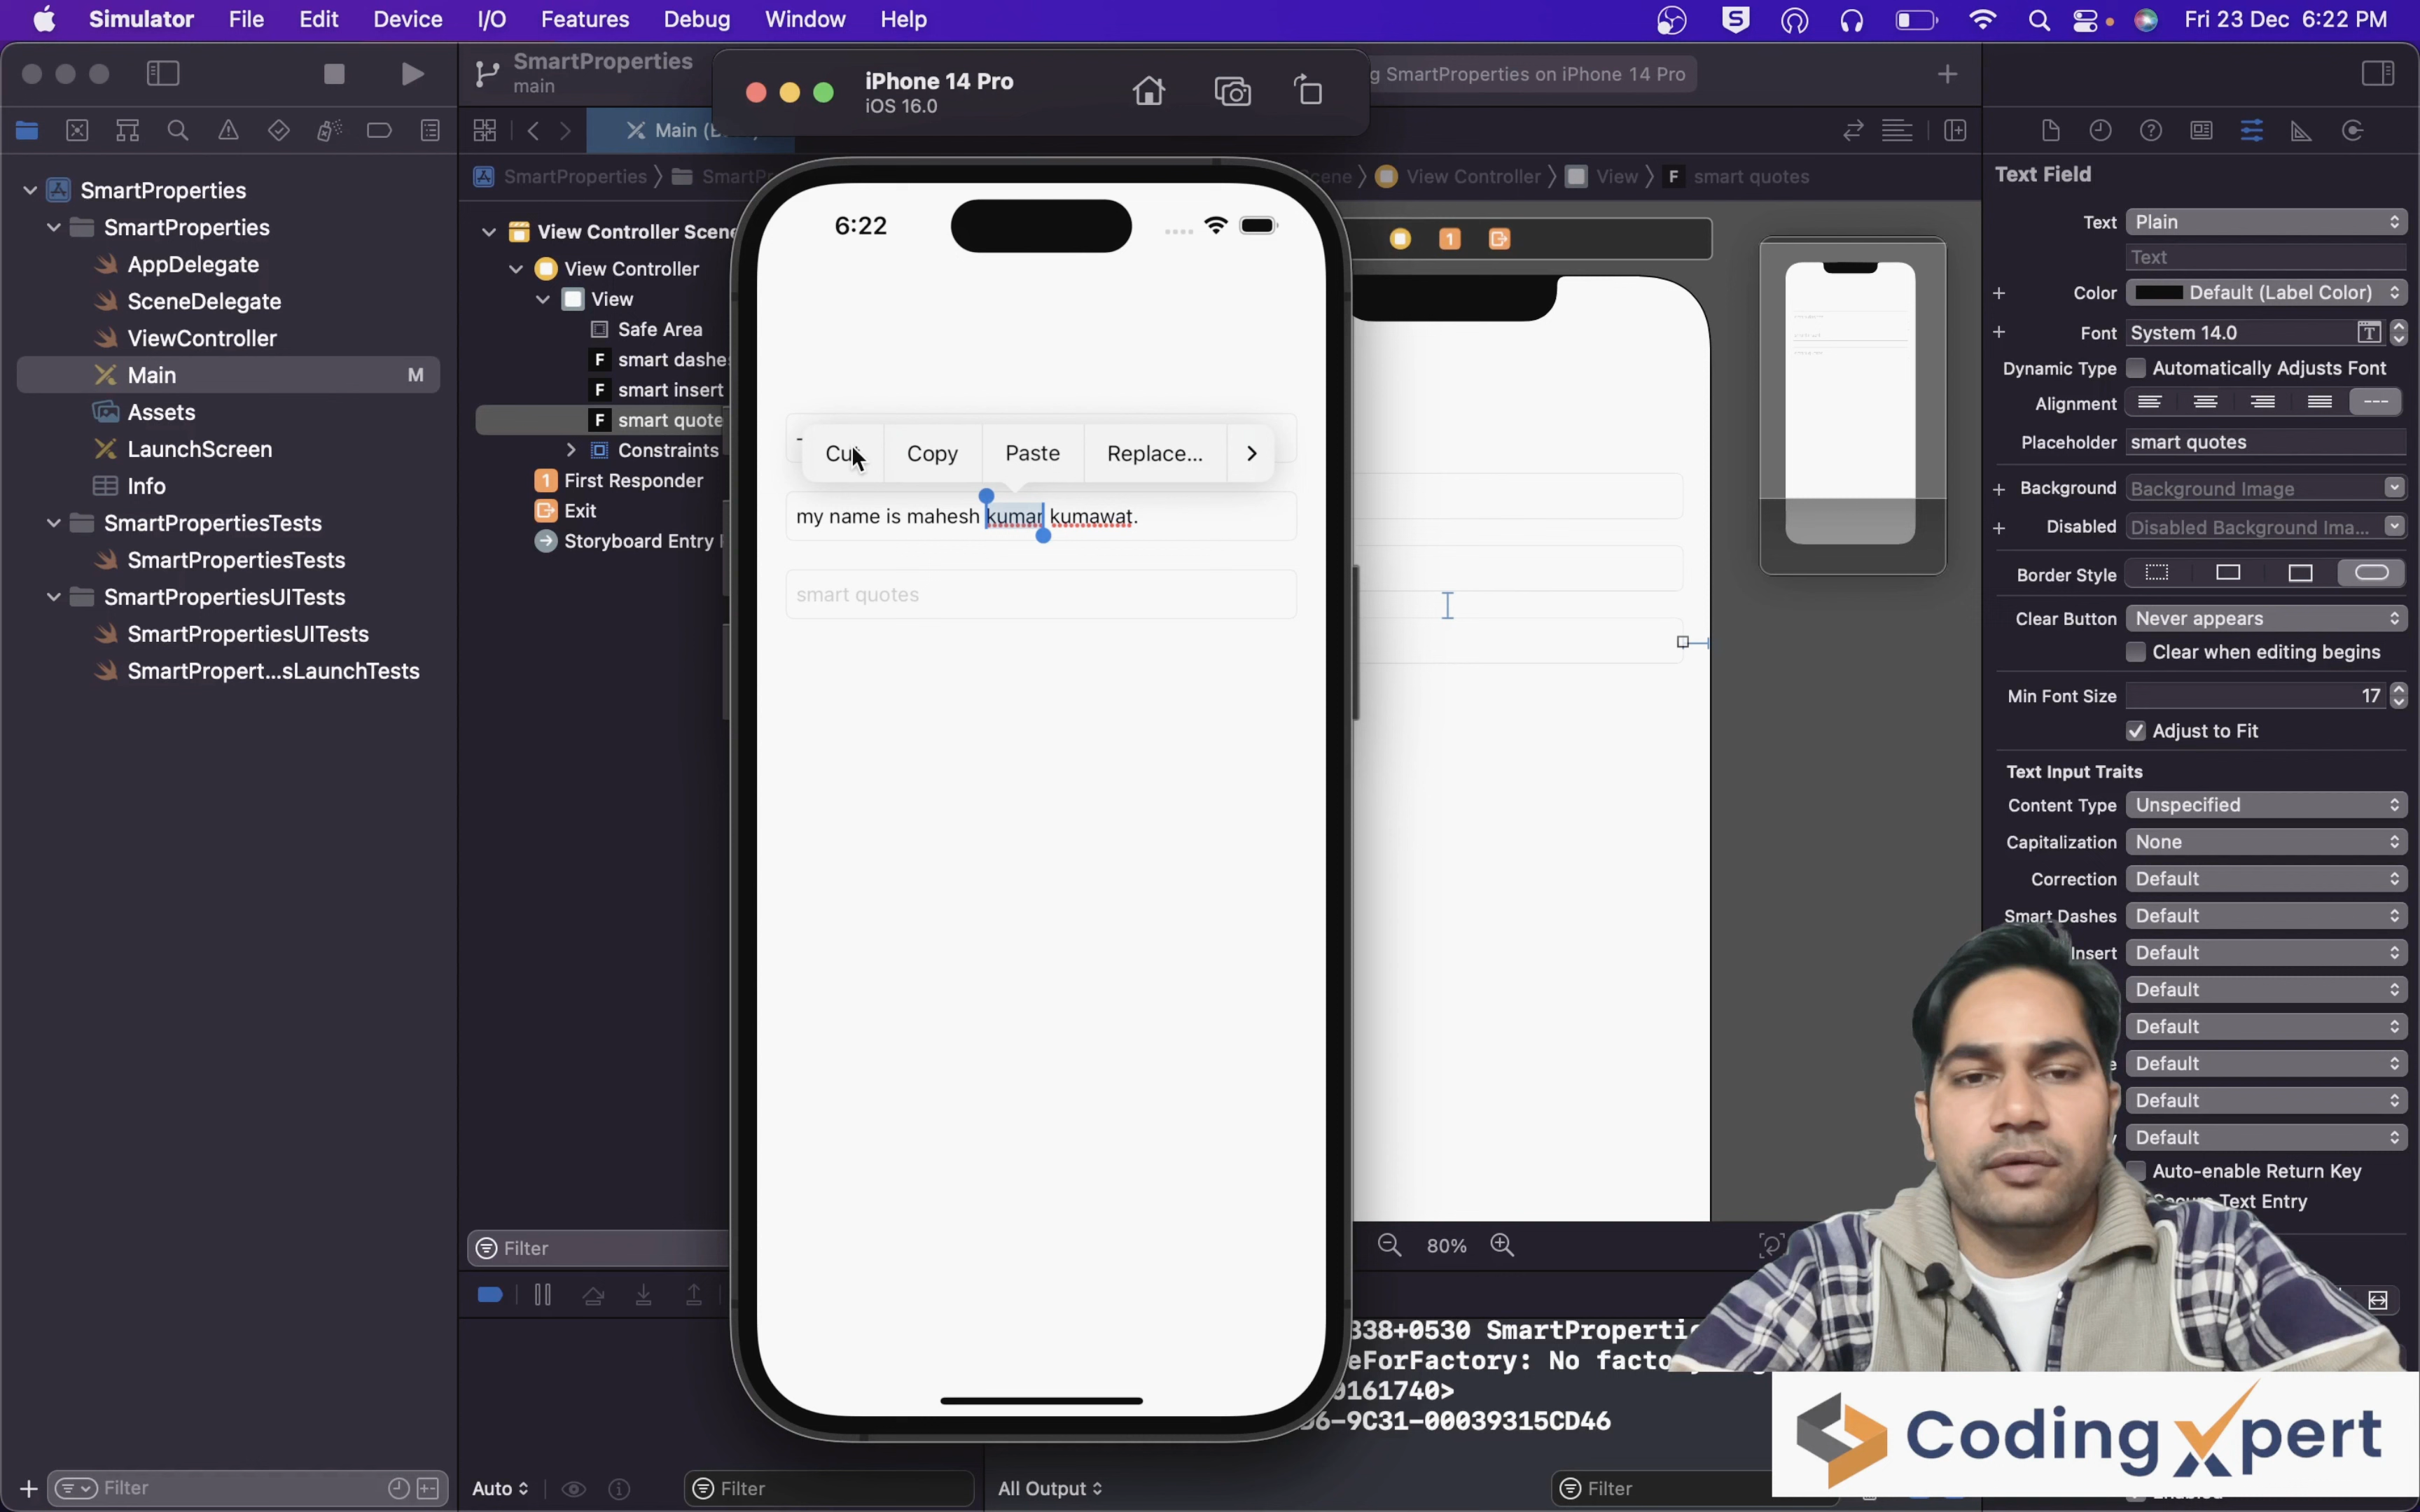 Simulator File Edit Device I/O Features Debug Window Help
Fri 23 Dec 6:22 PM
SmartProperties
main
iPhone 14 Pro
iOS 16.0
g SmartProperties on iPhone 14 Pro
Main (B
SmartProperties
SmartProperties
AppDelegate
SceneDelegate
ViewController
Main M
Assets
LaunchScreen
Info
SmartPropertiesTests
SmartPropertiesTests
SmartPropertiesUITests
SmartPropertiesUITests
SmartPropert...sLaunchTests
Filter
SmartProperties
View Controller
View
F smart quotes
View Controller Scene
View Controller
View
Safe Area
F smart dashes
F smart insert
F smart quote
Constraints
1 First Responder
Exit
Storyboard Entry
Filter
6:22
Copy
Paste
Replace...
my name is mahesh kumar kumawat.
smart quotes
1
80%
Text Field
Text Plain
Text
Color Default (Label Color)
Font System 14.0
Dynamic Type Automatically Adjusts Font
Alignment
Placeholder smart quotes
Background Background Image
Disabled Disabled Background Ima...
Border Style
Clear Button Never appears
Clear when editing begins
Min Font Size 17
Adjust to Fit
Text Input Traits
Content Type Unspecified
Capitalization None
Correction Default
Smart Dashes Default
Insert Default
Default
Default
Default
Default
Default
Auto-enable Return Key
Secure Text Entry
338+0530 SmartProperti
eForFactory: No facto
0161740>
D6-9C31-00039315CD46
Auto
Filter
All Output
Filter
CodingXpert